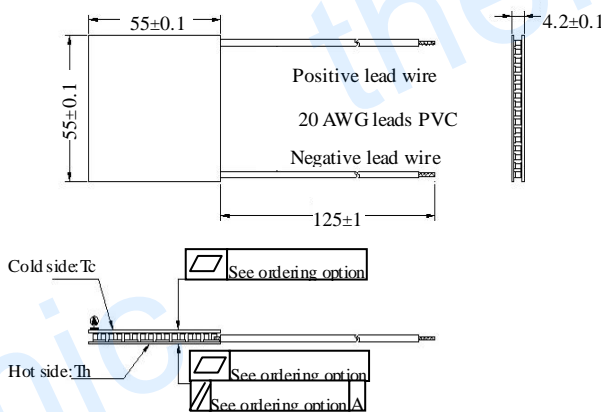 55±0.1
4.2±0.1
55±0.1
Positive lead wire
20 AWG leads PVC
Negative lead wire
125±1
Cold side:Tc
See ordering option
Hot side:Th
See ordering option
See ordering option A